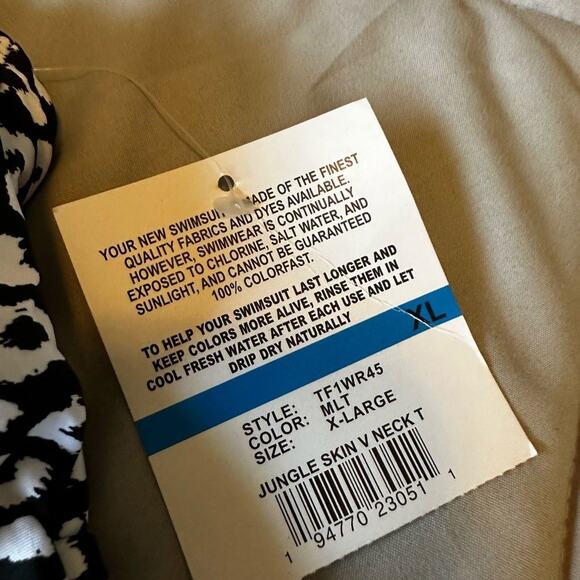 YOUR NEW SWIMSUIT MADE OF THE FINEST
QUALITY FABRICS AND DYES AVAILABLE,
HOWEVER, SWIMWEAR IS CONTINUALLY
EXPOSED TO CHLORINE, SALT WATER, AND
SUNLIGHT, AND CANNOT BE GUARANTEED
100% COLORFAST.
TO HELP YOUR SWIMSUIT LAST LONGER AND
KEEP COLORS MORE ALIVE, RINSE THEM IN
COOL FRESH WATER AFTER EACH USE AND LET
DRIP DRY NATURALLY
XL
STYLE: TF1WR45
COLOR: MLT
SIZE: X-LARGE
JUNGLE SKIN V NECK T
1 94770 23051 1